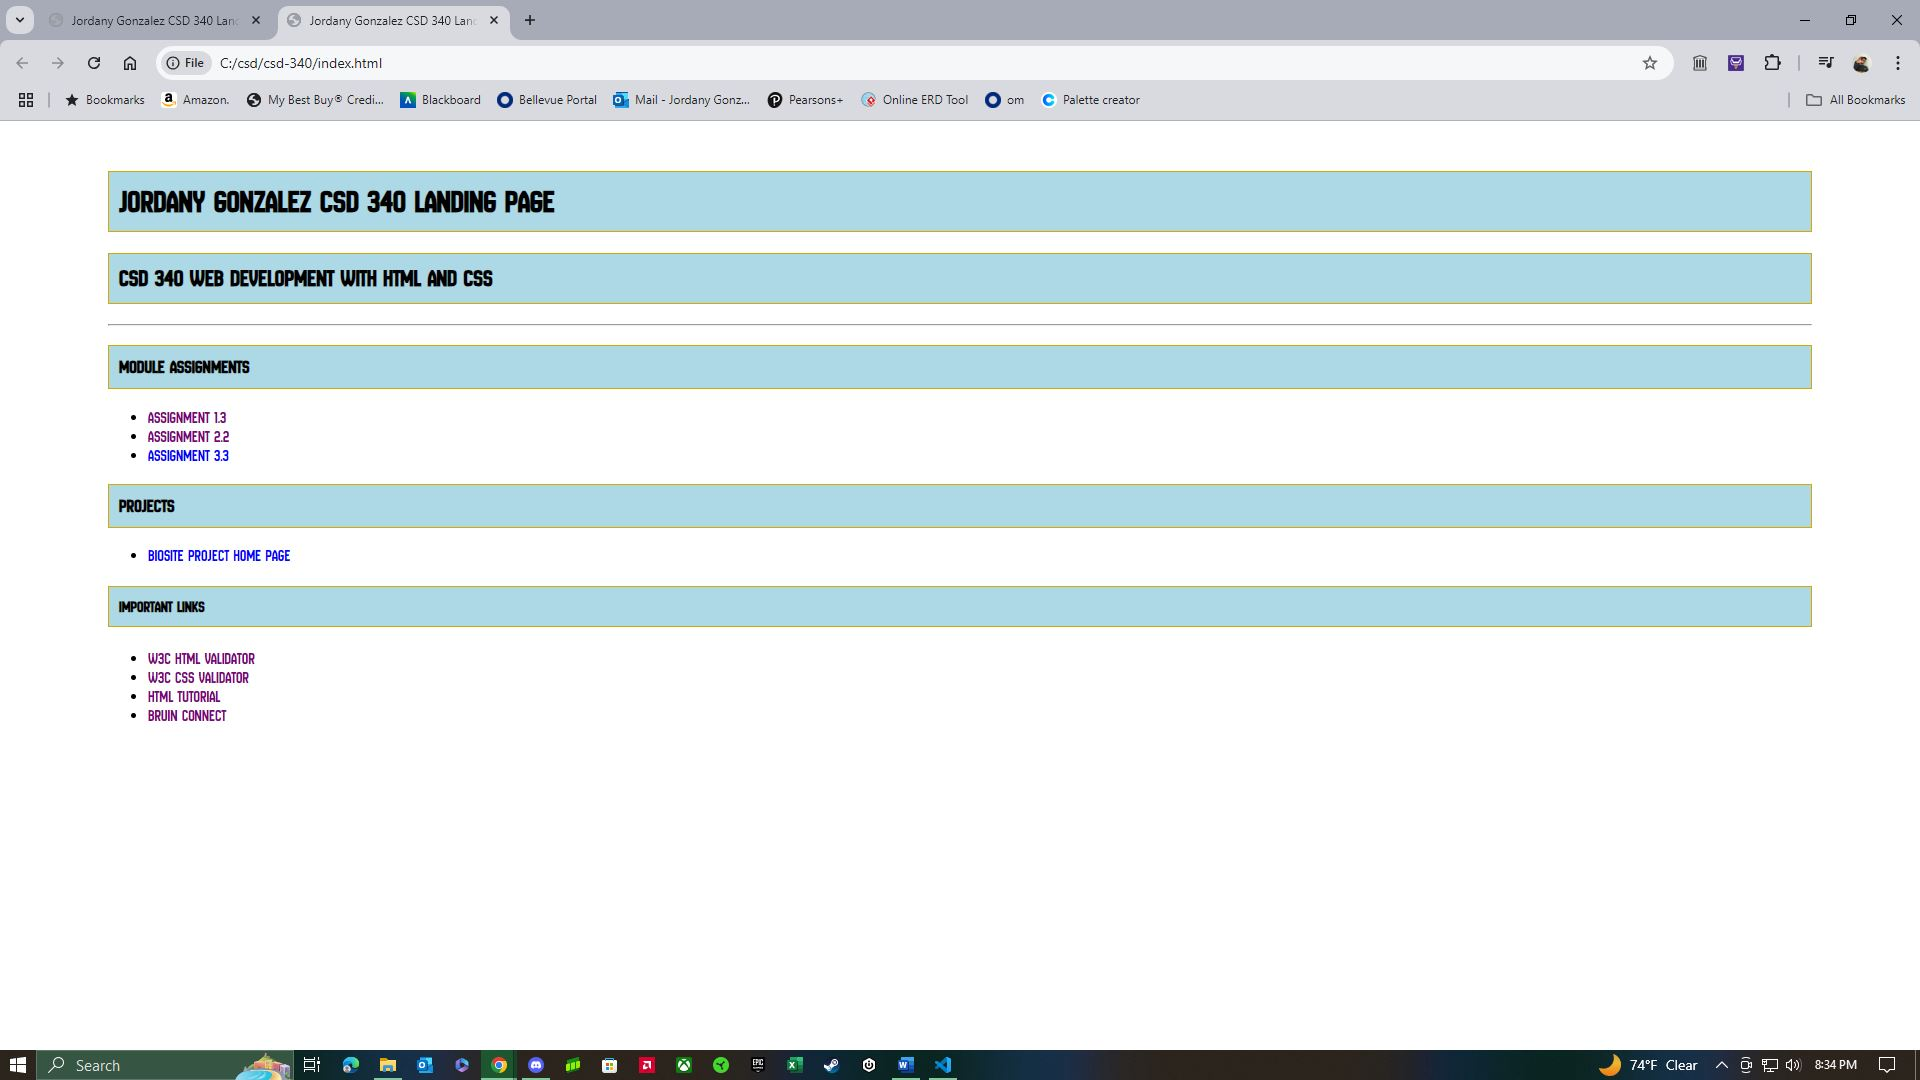 Jordany Gonzalez CSD 340 Lanc
Jordany Gonzalez CSD 340 Lanc
File C:/csd/csd-340/index.html
Bookmarks Amazon. My Best Buy® Credi... Blackboard Bellevue Portal Mail - Jordany Gonz... Pearsons+ Online ERD Tool om Palette creator All Bookmarks
JORDANY GONZALEZ CSD 340 LANDING PAGE
CSD 340 WEB DEVELOPMENT WITH HTML AND CSS
MODULE ASSIGNMENTS
ASSIGNMENT 1.3
ASSIGNMENT 2.2
ASSIGNMENT 3.3
PROJECTS
BIOSITE PROJECT HOME PAGE
IMPORTANT LINKS
W3C HTML VALIDATOR
W3C CSS VALIDATOR
HTML TUTORIAL
BRUIN CONNECT
Search 74°F Clear 8:34 PM